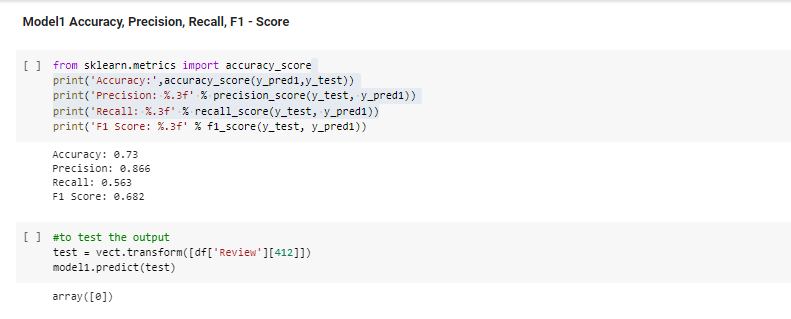 Model1 Accuracy, Precision, Recall, F1 - Score
[ ] from sklearn.metrics import accuracy_score
print('Accuracy:',accuracy_score(y_pred1,y_test))
print('Precision: %.3f' % precision_score(y_test, y_pred1))
print('Recall: %.3f' % recall_score(y_test, y_pred1))
print('F1 Score: %.3f' % f1_score(y_test, y_pred1))
Accuracy: 0.73
Precision: 0.866
Recall: 0.563
F1 Score: 0.682
[ ] #to test the output
test = vect.transform([df['Review'][412]])
model1.predict(test)
array([0])